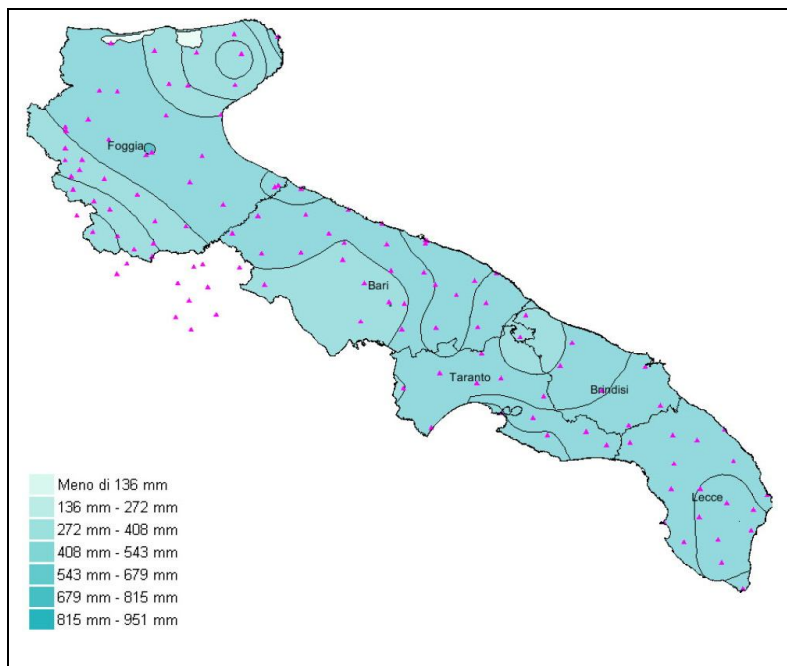 Foggia
Bari
Taranto
Brindisi
Lecce
Meno di 136 mm
136 mm - 272 mm
272 mm - 408 mm
408 mm - 543 mm
543 mm - 679 mm
679 mm - 815 mm
815 mm - 951 mm